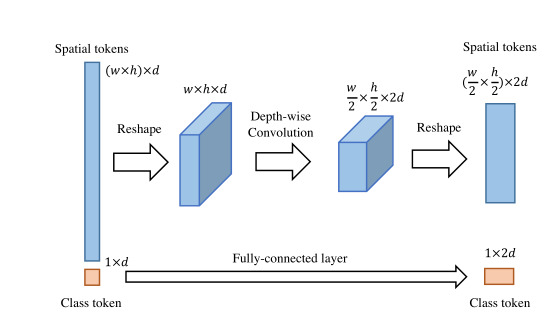 Spatial tokens
(w×h)×d
Reshape
w×h×d
Depth-wise
Convolution
w/2×h/2×2d
Reshape
Spatial tokens
(w/2×h/2)×2d
1×d
Class token
Fully-connected layer
1×2d
Class token